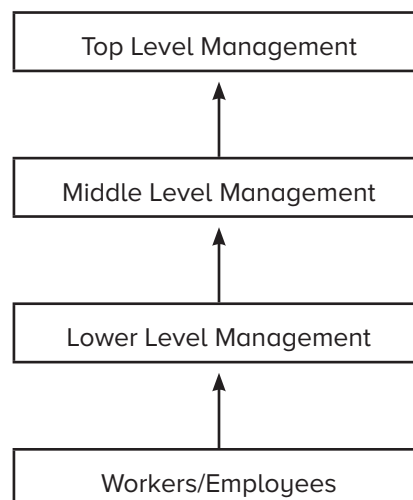 Top Level Management
Middle Level Management
Lower Level Management
Workers/Employees